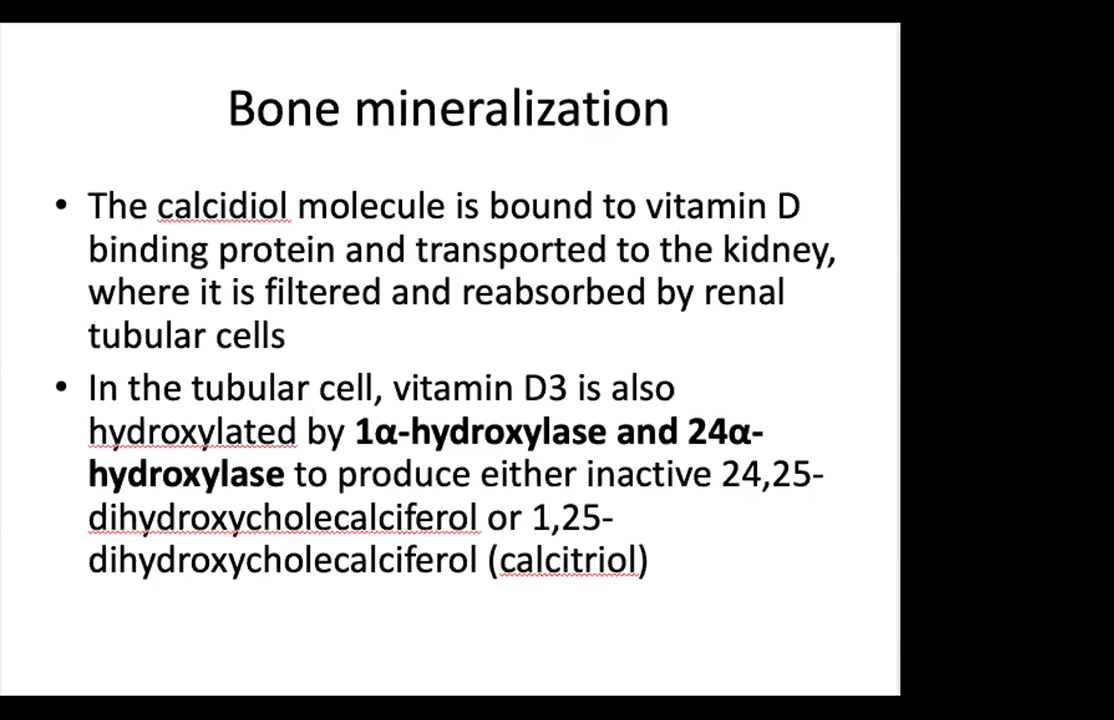 Bone mineralization
• The calcidiol molecule is bound to vitamin D
binding protein and transported to the kidney,
where it is filtered and reabsorbed by renal
tubular cells
• In the tubular cell, vitamin D3 is also
hydroxylated by 1α-hydroxylase and 24α-
hydroxylase to produce either inactive 24,25-
dihydroxycholecalciferol or 1,25-
dihydroxycholecalciferol (calcitriol)